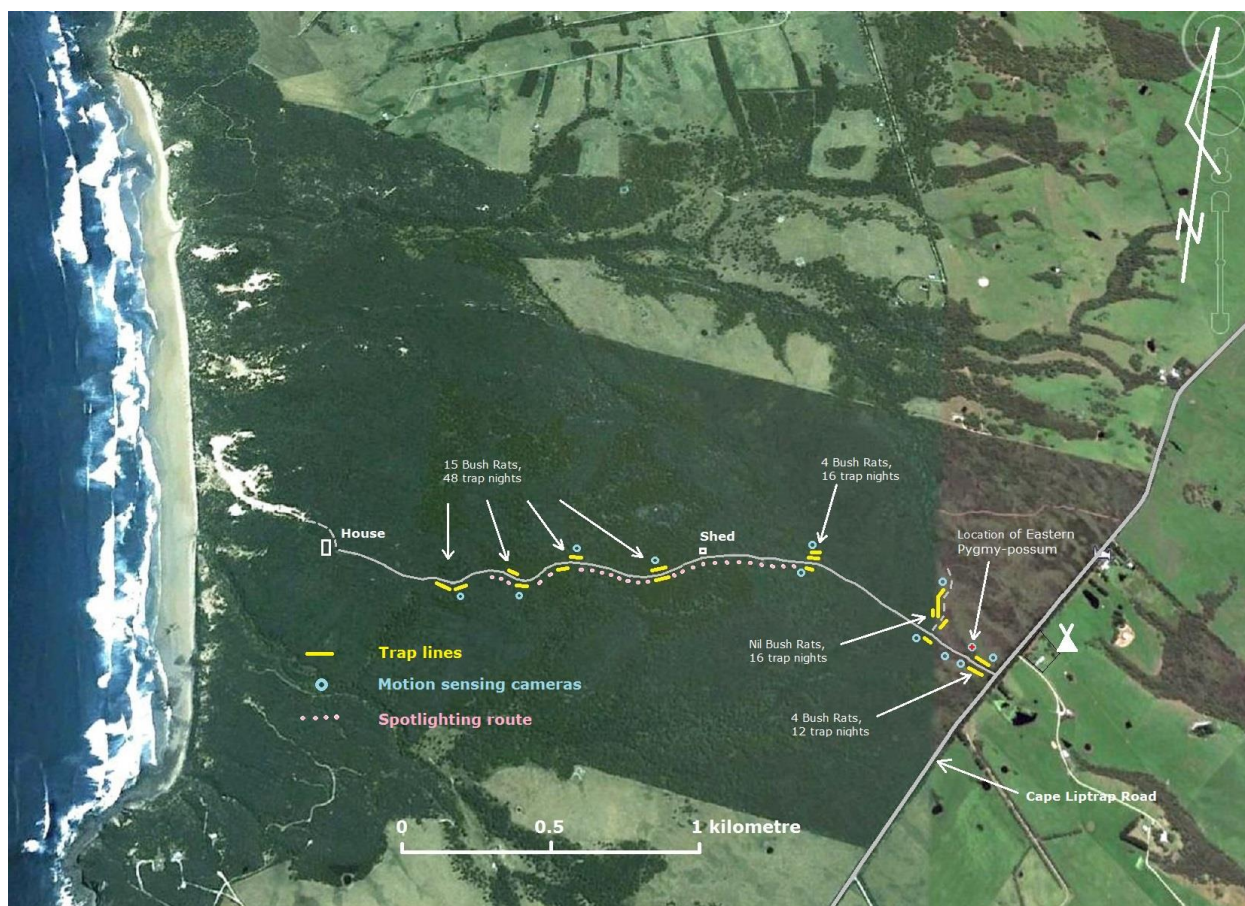 15 Bush Rats,
48 trap nights
4 Bush Rats,
16 trap nights
House
Shed
Location of Eastern
Pygmy-possum
Nil Bush Rats,
16 trap nights
4 Bush Rats,
12 trap nights
Trap lines
Motion sensing cameras
Spotlighting route
Cape Liptrap Road
0 0.5 1 kilometre
N